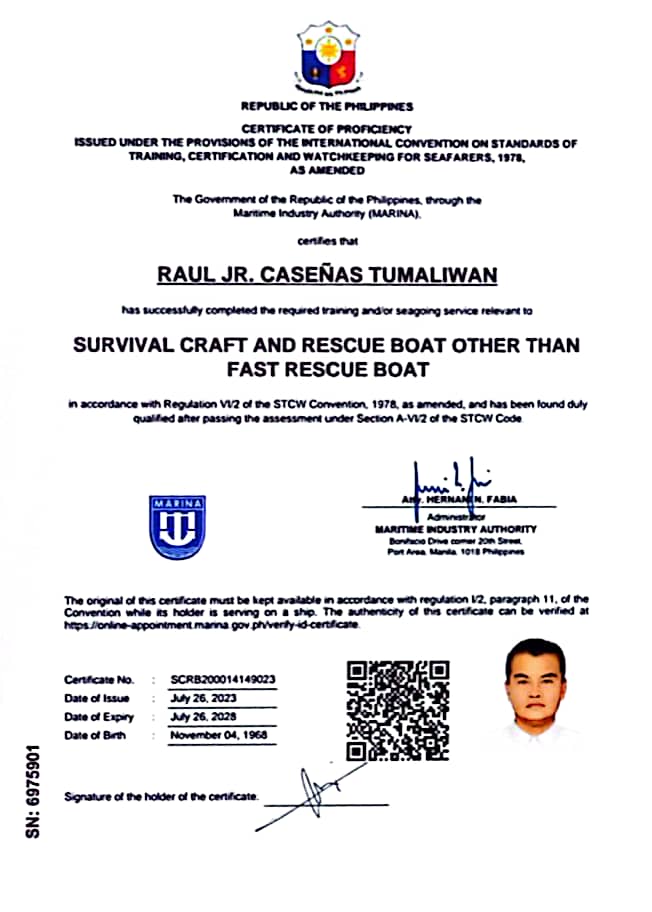 REPUBLIC OF THE PHILIPPINES
CERTIFICATE OF PROFICIENCY
ISSUED UNDER THE PROVISIONS OF THE INTERNATIONAL CONVENTION ON STANDARDS OF
TRAINING, CERTIFICATION AND WATCHKEEPING FOR SEAFARERS, 1978,
AS AMENDED
The Government of the Republic of the Philippines, through the
Maritime Industry Authority (MARINA),
certifies that
RAUL JR. CASEÑAS TUMALIWAN
has successfully completed the required training and/or seagoing service relevant to
SURVIVAL CRAFT AND RESCUE BOAT OTHER THAN
FAST RESCUE BOAT
in accordance with Regulation VI/2 of the STCW Convention, 1978, as amended, and has been found duly
qualified after passing the assessment under Section A-VI/2 of the STCW Code
MARINA
HERNANI N. FABIA
Administrator
MARITIME INDUSTRY AUTHORITY
Bonifacio Drive corner 20th Street,
Port Area, Manila, 1018 Philippines
The original of this certificate must be kept available in accordance with regulation I/2, paragraph 11, of the
Convention while its holder is serving on a ship. The authenticity of this certificate can be verified at
https://online-appointment.marina.gov.ph/verify-id-certificate.
Certificate No. : SCRB200014149023
Date of Issue : July 26, 2023
Date of Expiry : July 26, 2028
Date of Birth : November 04, 1968
Signature of the holder of the certificate.
SN: 6975901